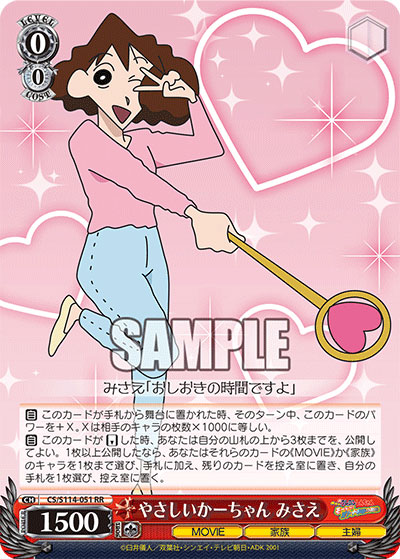 LEVEL
0
0
COST
SAMPLE
みさえ「おしおきの時間ですよ」
自 このカードが手札から舞台に置かれた時、そのターン中、このカードのパ
ワーを+X。Xは相手のキャラの枚数×1000に等しい。
自 このカードが した時、あなたは自分の山札の上から3枚までを、公開し
てよい。1枚以上公開したなら、あなたはそれらのカードの《MOVIE》か《家族》
のキャラを1枚まで選び、手札に加え、残りのカードを控え室に置き、自分の
手札を1枚選び、控え室に置く。
CH CS/S114-051 RR
1500
やさしいかーちゃん みさえ
MOVIE 家族 主婦
©臼井儀人/双葉社・シンエイ・テレビ朝日・ADK 2001